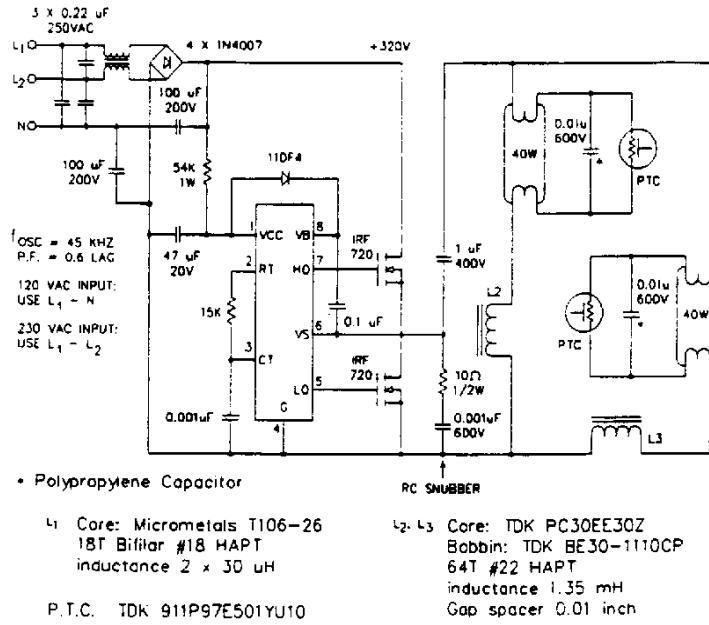 3 X 0.22 uF
250VAC
L1
L2
N
4 X 1N4007
+320V
100 uF
200V
100 uF
200V
54K
1W
11DF4
fOSC = 45 KHZ
P.F. = 0.6 LAG
120 VAC INPUT:
USE L1 - N
230 VAC INPUT:
USE L1 - L2
47 uF
20V
1
VCC
VB
8
2
RT
HO
7
IRF
720
15K
0.1 uF
VS
6
3
CT
IRF
720
LO
5
0.001uF
G
4
1 uF
400V
10Ω
1/2W
0.001uF
600V
RC SNUBBER
L2
40W
0.01u
600V
*
PTC
0.01u
600V
*
PTC
40W
L3
• Polypropylene Capacitor
L1 Core: Micrometals T106-26
18T Bifilar #18 HAPT
inductance 2 x 30 uH
P.T.C. TDK 911P97E501YU10
L2, L3 Core: TDK PC30EE30Z
Bobbin: TDK BE30-1110CP
64T #22 HAPT
inductance 1.35 mH
Gap spacer 0.01 inch